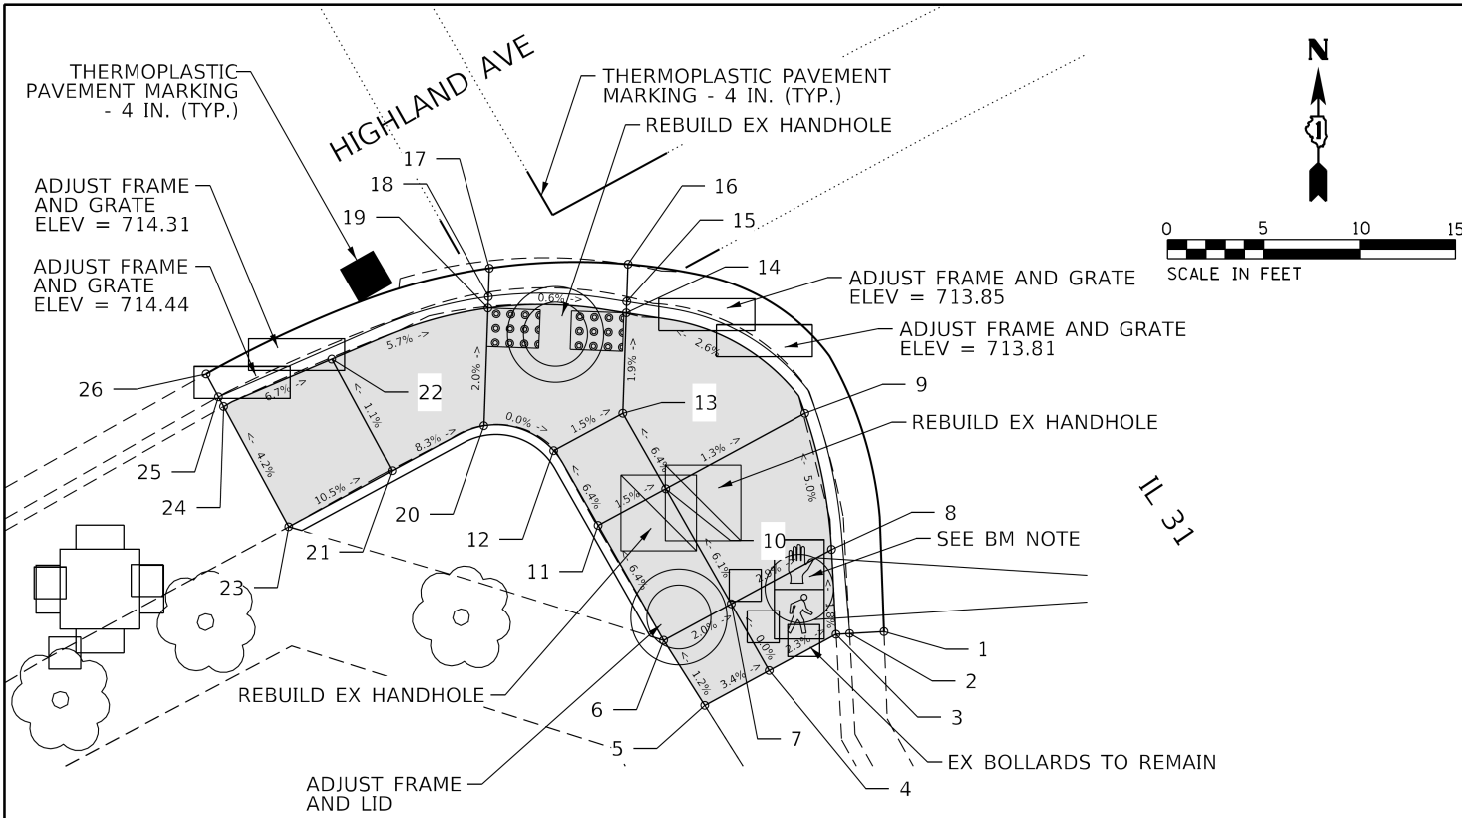 THERMOPLASTIC
PAVEMENT MARKING
- 4 IN. (TYP.)
HIGHLAND AVE
THERMOPLASTIC PAVEMENT
MARKING - 4 IN. (TYP.)
REBUILD EX HANDHOLE
N
1
0 5 10 15
SCALE IN FEET
ADJUST FRAME
AND GRATE
ELEV = 714.31
ADJUST FRAME
AND GRATE
ELEV = 714.44
17
18
19
16
15
14
ADJUST FRAME AND GRATE
ELEV = 713.85
ADJUST FRAME AND GRATE
ELEV = 713.81
0.6% ->
5.7% ->
<- 2.6%
2.0% ->
1.9% ->
26
6.7% ->
22
<- 1.1%
9
13
REBUILD EX HANDHOLE
0.0% ->
1.5% ->
8.3% ->
<- 4.2%
<- 6.4%
1.3% ->
25
10.5% ->
<- 6.4%
1.5% ->
<- 5.0%
IL 31
24
20
8
21
12
10
SEE BM NOTE
11
<- 6.1%
2.9% ->
23
<- 6.4%
<- 1.8%
2.0% ->
0.0%
2.3% ->
1
2
<- 1.2%
3.4% ->
REBUILD EX HANDHOLE
6
3
5
7
4
EX BOLLARDS TO REMAIN
ADJUST FRAME
AND LID